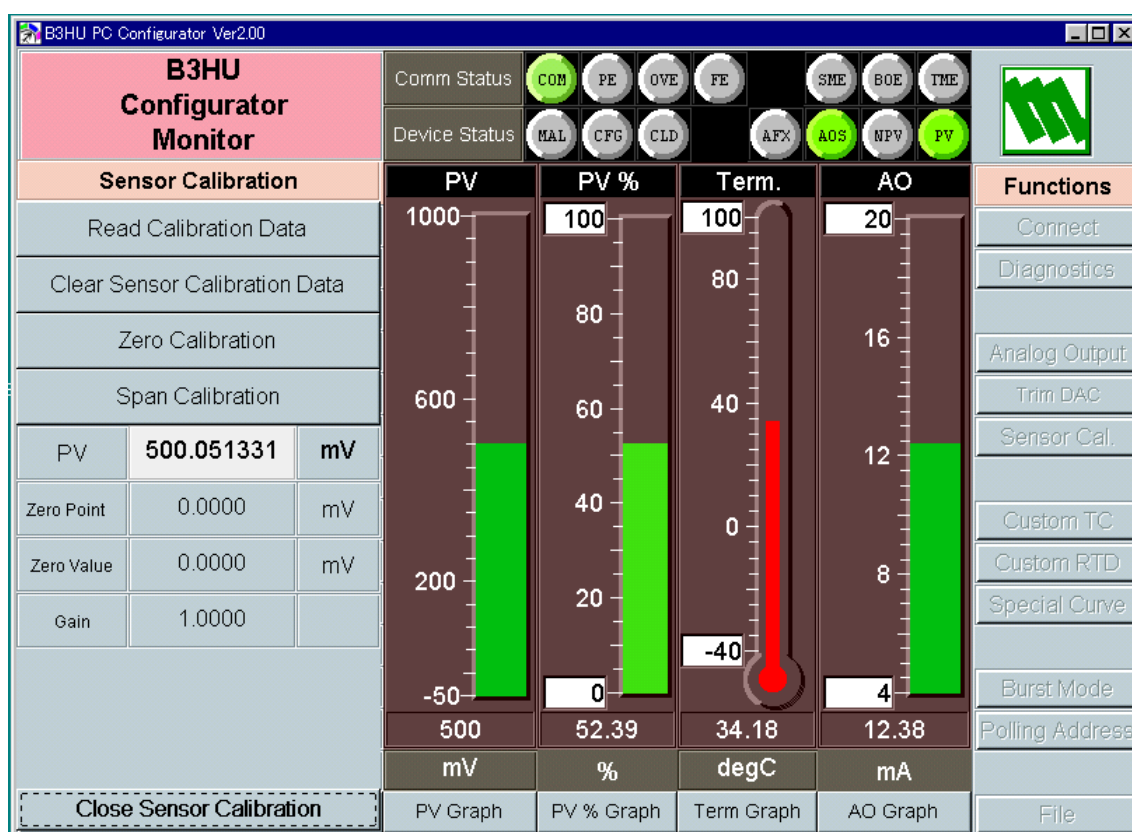 B3HU PC Configurator Ver2.00
B3HU
Configurator
Monitor
Comm Status COM PE OVE FE SME BOE TME
Device Status MAL CFG CLD AFX AOS NPV PV
Sensor Calibration
Read Calibration Data
Clear Sensor Calibration Data
Zero Calibration
Span Calibration
PV 500.051331 mV
Zero Point 0.0000 mV
Zero Value 0.0000 mV
Gain 1.0000
Close Sensor Calibration
PV
1000
600
200
-50
500
mV
PV Graph
PV %
100
80
60
40
20
0
52.39
%
PV % Graph
Term.
100
80
40
0
-40
34.18
degC
Term Graph
AO
20
16
12
8
4
12.38
mA
AO Graph
Functions
Connect
Diagnostics
Analog Output
Trim DAC
Sensor Cal.
Custom TC
Custom RTD
Special Curve
Burst Mode
Polling Address
File